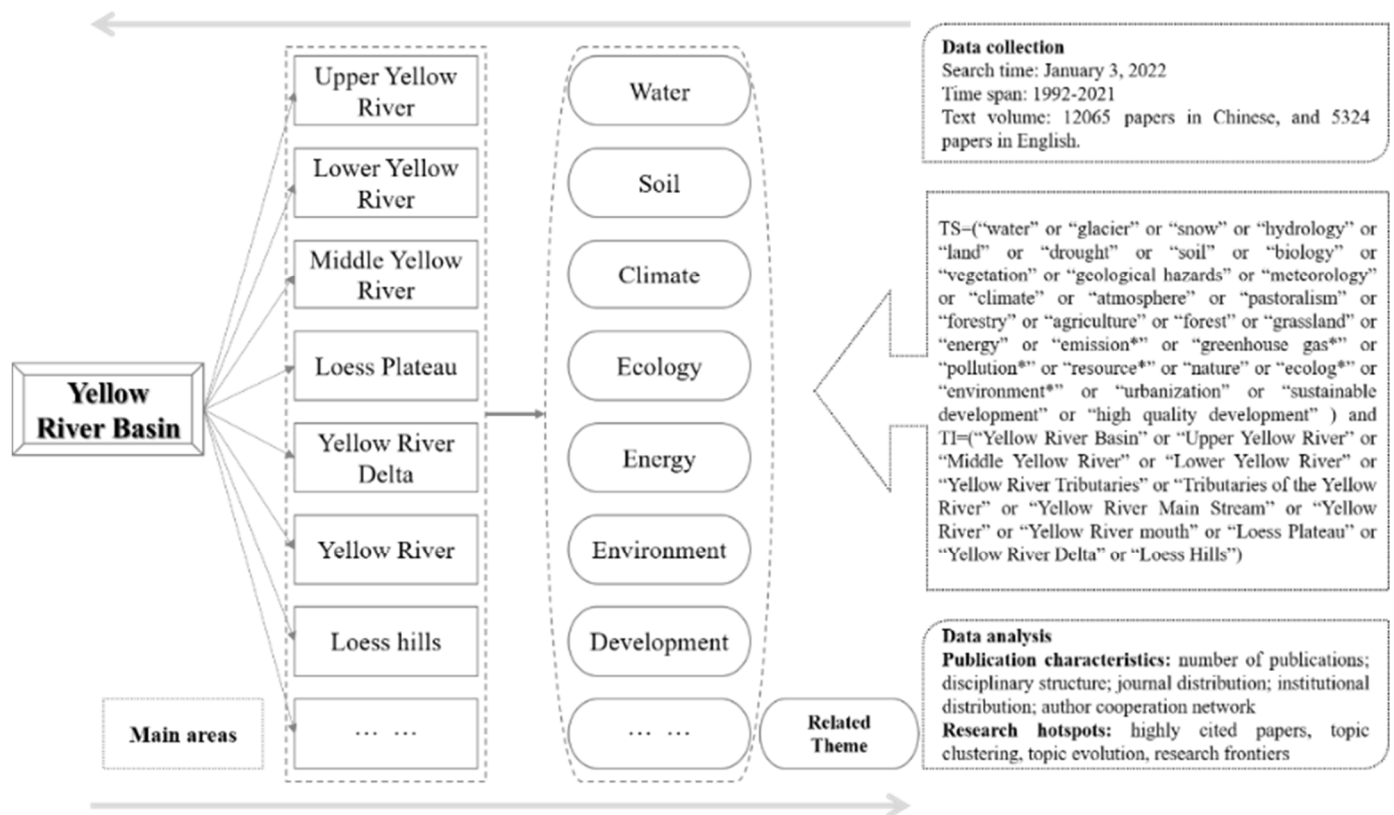 Yellow
River Basin
Main areas
Upper Yellow
River
Lower Yellow
River
Middle Yellow
River
Loess Plateau
Yellow River
Delta
Yellow River
Loess hills
… …
Water
Soil
Climate
Ecology
Energy
Environment
Development
… …
Related
Theme
Data collection
Search time: January 3, 2022
Time span: 1992-2021
Text volume: 12065 papers in Chinese, and 5324
papers in English.
TS=(“water” or “glacier” or “snow” or “hydrology” or
“land” or “drought” or “soil” or “biology” or
“vegetation” or “geological hazards” or “meteorology”
or “climate” or “atmosphere” or “pastoralism” or
“forestry” or “agriculture” or “forest” or “grassland” or
“energy” or “emission*” or “greenhouse gas*” or
“pollution*” or “resource*” or “nature” or “ecolog*” or
“environment*” or “urbanization” or “sustainable
development” or “high quality development” ) and
TI=(“Yellow River Basin” or “Upper Yellow River” or
“Middle Yellow River” or “Lower Yellow River” or
“Yellow River Tributaries” or “Tributaries of the Yellow
River” or “Yellow River Main Stream” or “Yellow
River” or “Yellow River mouth” or “Loess Plateau” or
“Yellow River Delta” or “Loess Hills”)
Data analysis
Publication characteristics: number of publications;
disciplinary structure; journal distribution; institutional
distribution; author cooperation network
Research hotspots: highly cited papers, topic
clustering, topic evolution, research frontiers